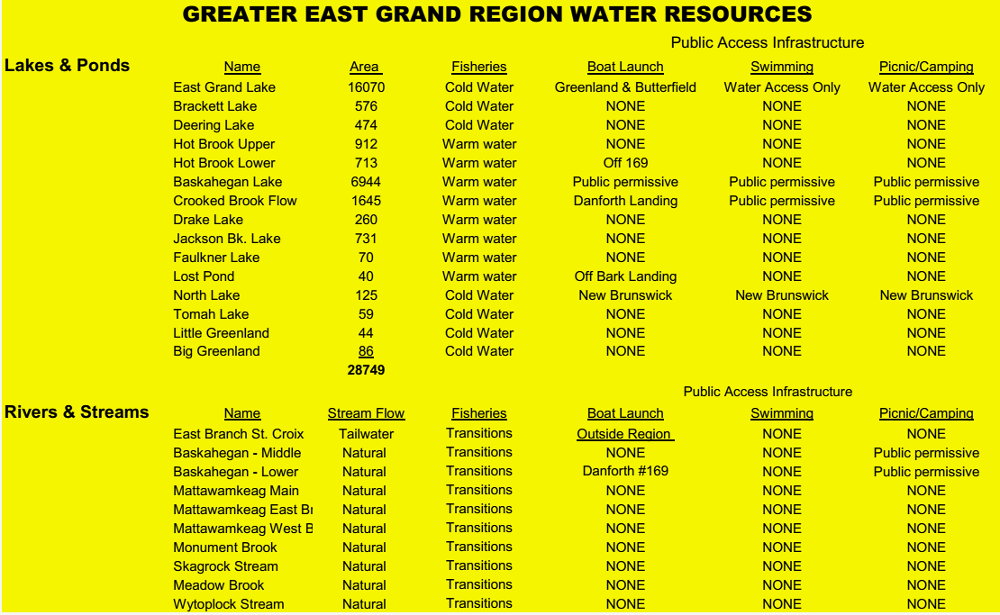 GREATER EAST GRAND REGION WATER RESOURCES
Public Access Infrastructure
Lakes & Ponds Name Area Fisheries Boat Launch Swimming Picnic/Camping
East Grand Lake 16070 Cold Water Greenland & Butterfield Water Access Only Water Access Only
Brackett Lake 576 Cold Water NONE NONE NONE
Deering Lake 474 Cold Water NONE NONE NONE
Hot Brook Upper 912 Warm water NONE NONE NONE
Hot Brook Lower 713 Warm water Off 169 NONE NONE
Baskahegan Lake 6944 Warm water Public permissive Public permissive Public permissive
Crooked Brook Flow 1645 Warm water Danforth Landing Public permissive Public permissive
Drake Lake 260 Warm water NONE NONE NONE
Jackson Bk. Lake 731 Warm water NONE NONE NONE
Faulkner Lake 70 Warm water NONE NONE NONE
Lost Pond 40 Warm water Off Bark Landing NONE NONE
North Lake 125 Cold Water New Brunswick New Brunswick New Brunswick
Tomah Lake 59 Cold Water NONE NONE NONE
Little Greenland 44 Cold Water NONE NONE NONE
Big Greenland 86 Cold Water NONE NONE NONE
28749
Public Access Infrastructure
Rivers & Streams Name Stream Flow Fisheries Boat Launch Swimming Picnic/Camping
East Branch St. Croix Tailwater Transitions Outside Region NONE NONE
Baskahegan - Middle Natural Transitions NONE NONE Public permissive
Baskahegan - Lower Natural Transitions Danforth #169 NONE Public permissive
Mattawamkeag Main Natural Transitions NONE NONE NONE
Mattawamkeag East Br Natural Transitions NONE NONE NONE
Mattawamkeag West B Natural Transitions NONE NONE NONE
Monument Brook Natural Transitions NONE NONE NONE
Skagrock Stream Natural Transitions NONE NONE NONE
Meadow Brook Natural Transitions NONE NONE NONE
Wytoplock Stream Natural Transitions NONE NONE NONE